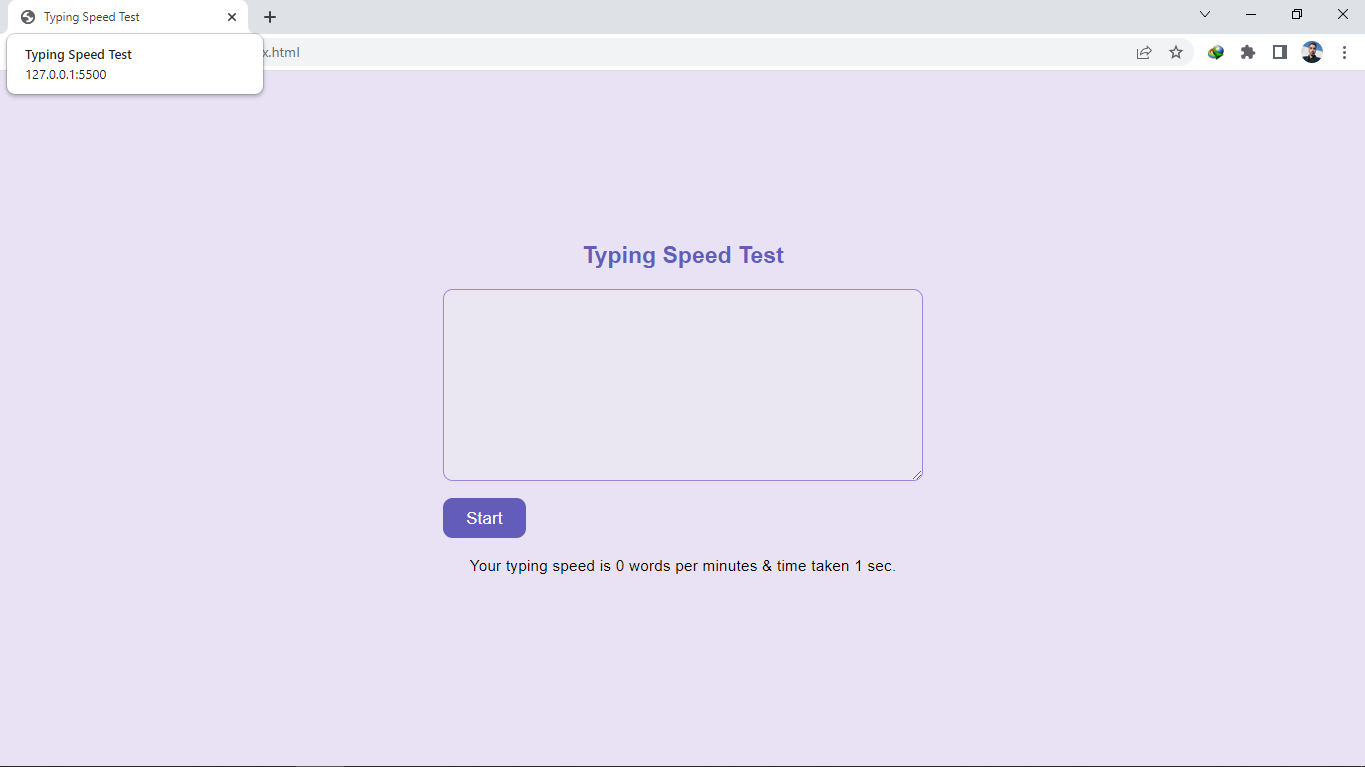 Typing Speed Test
Typing Speed Test
127.0.0.1:5500
x.html
Typing Speed Test
Start
Your typing speed is 0 words per minutes & time taken 1 sec.